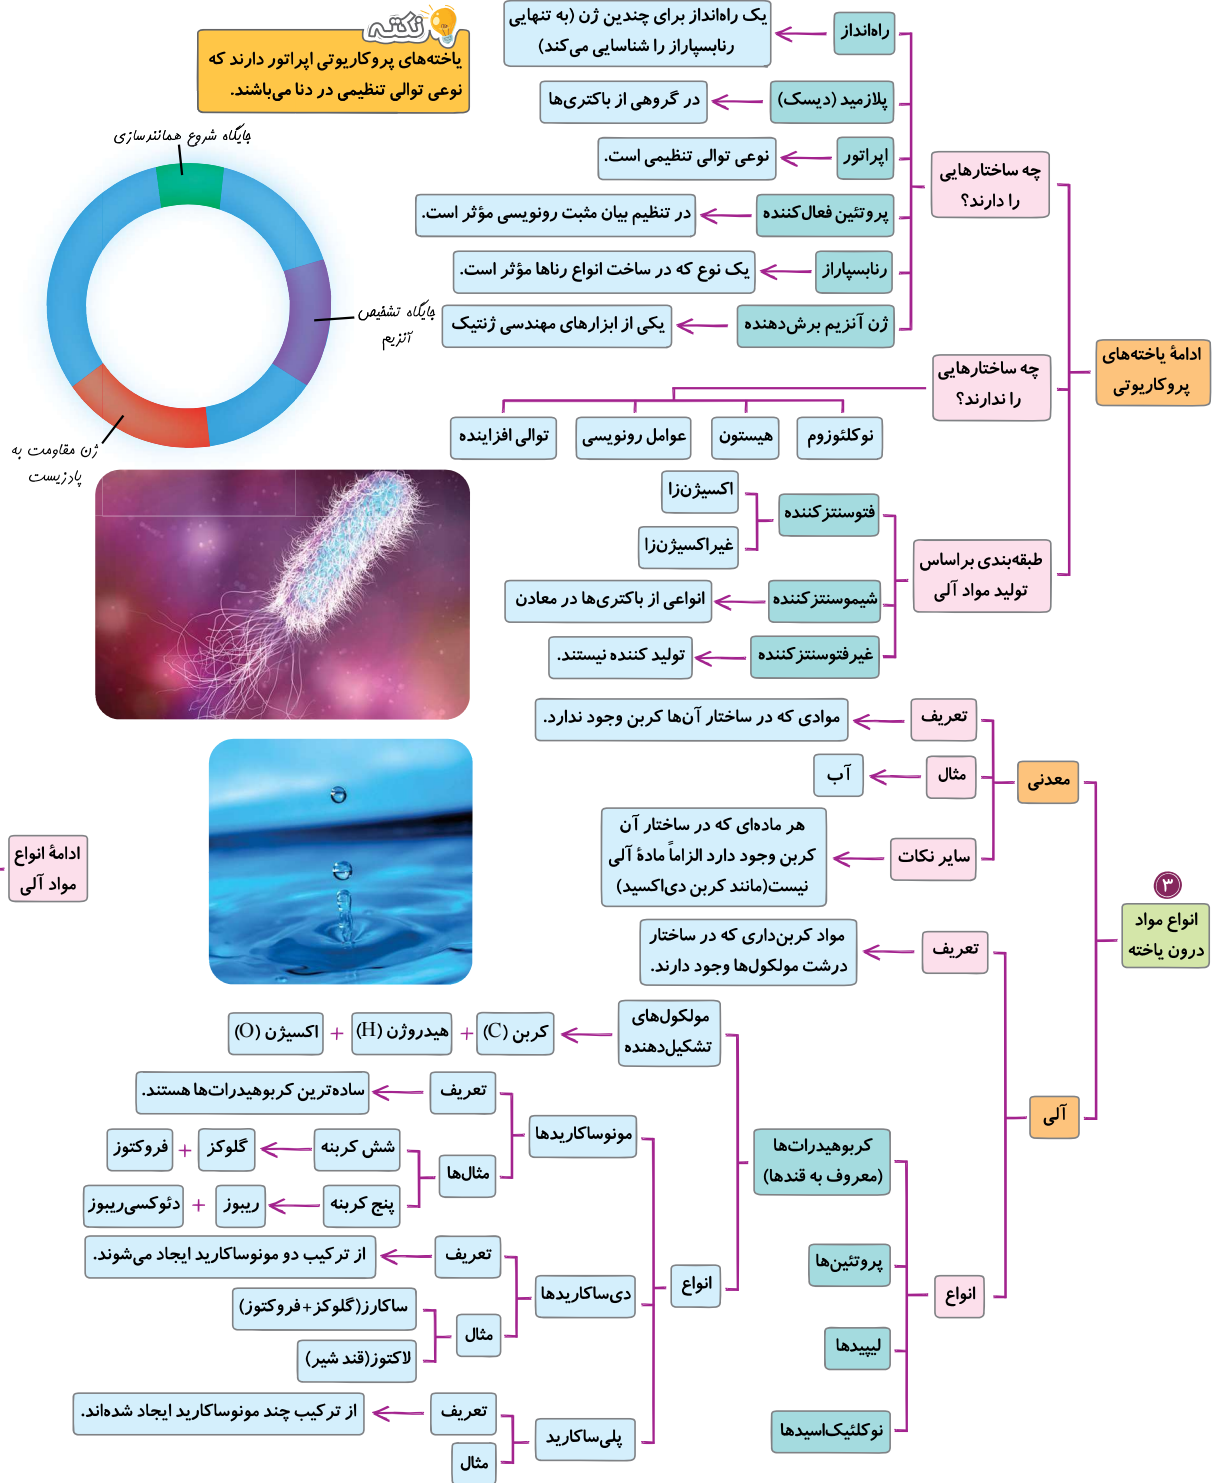 ادامهٔ یاخته‌های
پروکاریوتی
چه ساختارهایی
را دارند؟
راه‌انداز
یک راه‌انداز برای چندین ژن (به تنهایی
رنابسپاراز را شناسایی می‌کند)
پلازمید (دیسک)
در گروهی از باکتری‌ها
اپراتور
نوعی توالی تنظیمی است.
پروتئین فعال‌کننده
در تنظیم بیان مثبت رونویسی مؤثر است.
رنابسپاراز
یک نوع که در ساخت انواع رناها مؤثر است.
ژن آنزیم برش‌دهنده
یکی از ابزارهای مهندسی ژنتیک
چه ساختارهایی
را ندارند؟
نوکلئوزوم
هیستون
عوامل رونویسی
توالی افزاینده
طبقه‌بندی براساس
تولید مواد آلی
فتوسنتزکننده
اکسیژن‌زا
غیراکسیژن‌زا
شیموسنتزکننده
انواعی از باکتری‌ها در معادن
غیرفتوسنتزکننده
تولید کننده نیستند.
نکته
یاخته‌های پروکاریوتی اپراتور دارند که
نوعی توالی تنظیمی در دنا می‌باشند.
جایگاه شروع همانندسازی
جایگاه تشخیص
آنزیم
ژن مقاومت به
پادزیست
۳
انواع مواد
درون یاخته
معدنی
تعریف
موادی که در ساختار آن‌ها کربن وجود ندارد.
مثال
آب
سایر نکات
هر ماده‌ای که در ساختار آن
کربن وجود دارد الزاماً مادهٔ آلی
نیست(مانند کربن دی‌اکسید)
آلی
تعریف
مواد کربن‌داری که در ساختار
درشت مولکول‌ها وجود دارند.
انواع
کربوهیدرات‌ها
(معروف به قندها)
مولکول‌های
تشکیل‌دهنده
کربن (C) + هیدروژن (H) + اکسیژن (O)
انواع
مونوساکاریدها
تعریف
ساده‌ترین کربوهیدرات‌ها هستند.
مثال‌ها
شش کربنه
گلوکز + فروکتوز
پنج کربنه
ریبوز + دئوکسی‌ریبوز
دی‌ساکاریدها
تعریف
از ترکیب دو مونوساکارید ایجاد می‌شوند.
مثال
ساکارز(گلوکز+فروکتوز)
لاکتوز(قند شیر)
پلی‌ساکارید
تعریف
از ترکیب چند مونوساکارید ایجاد شده‌اند.
مثال
پروتئین‌ها
لیپیدها
نوکلئیک‌اسیدها
ادامهٔ انواع
مواد آلی